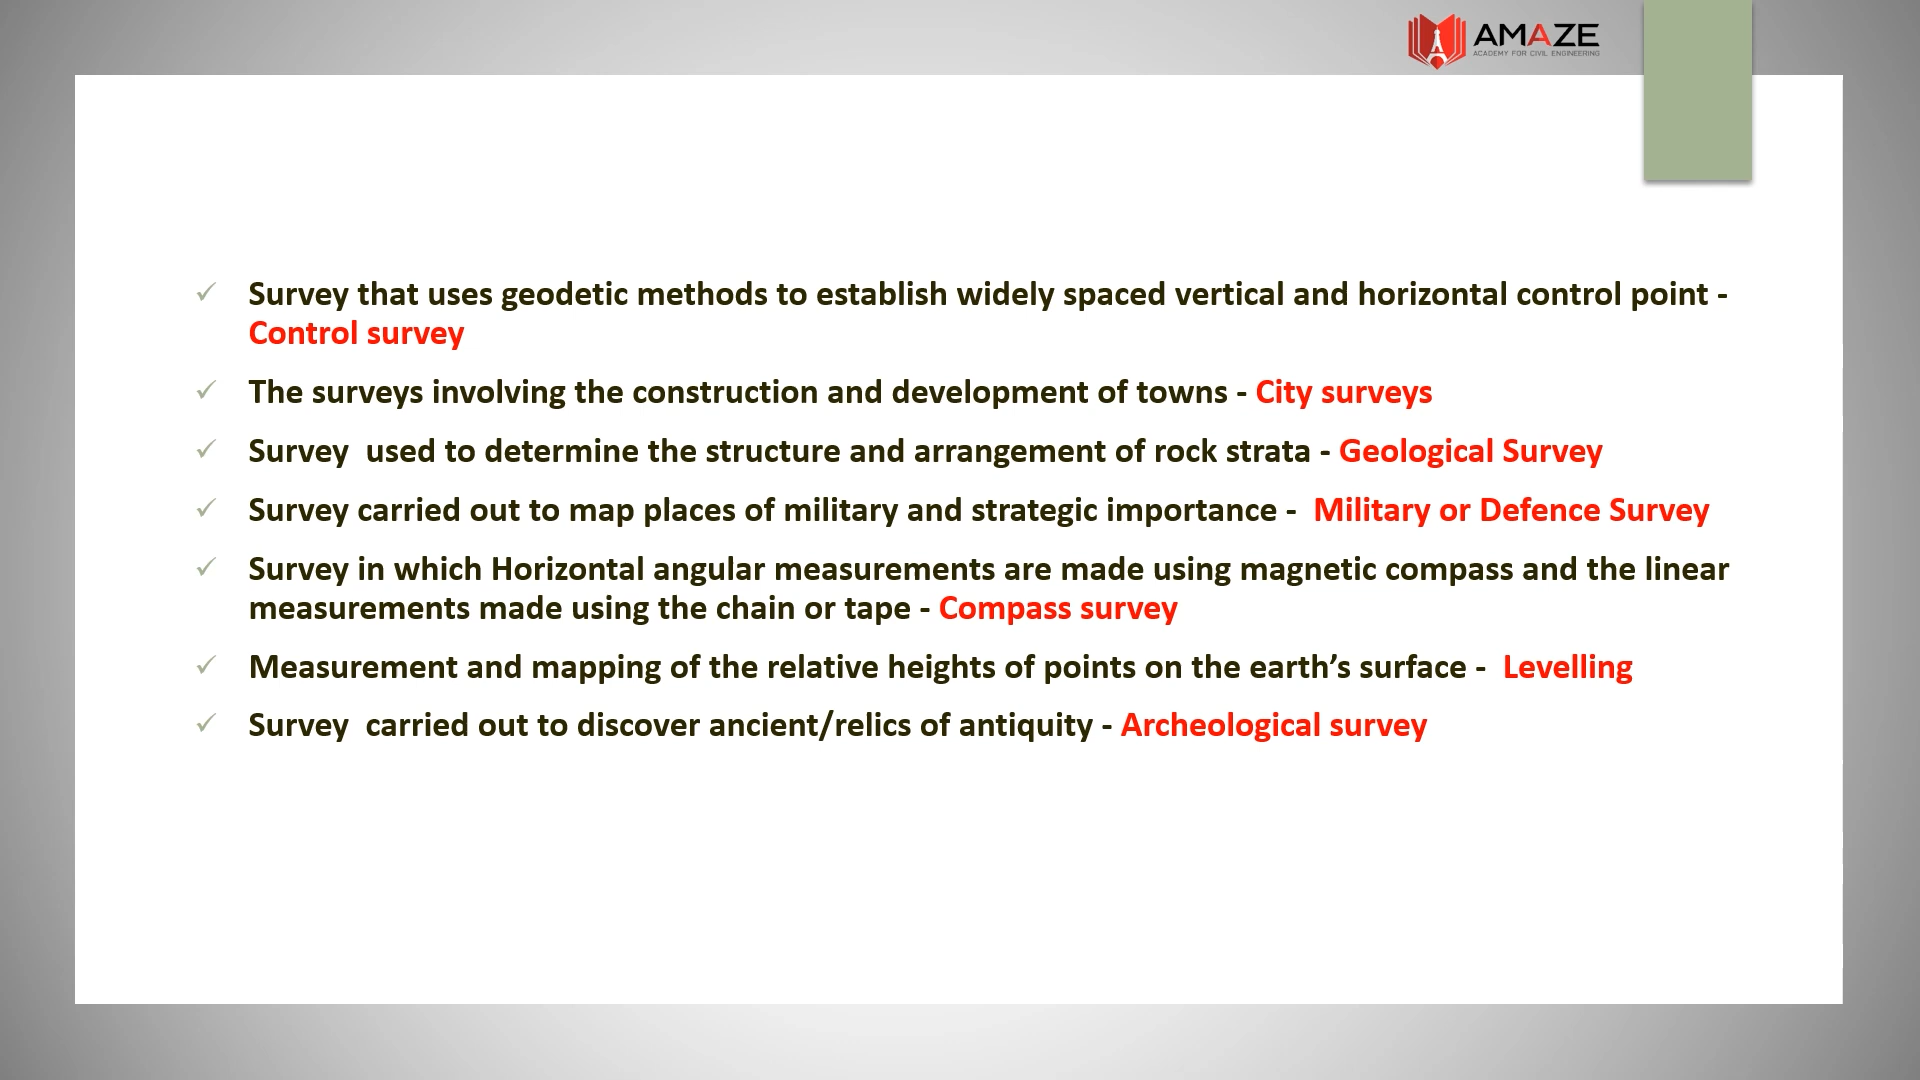 AMAZE
ACADEMY FOR CIVIL ENGINEERING
Survey that uses geodetic methods to establish widely spaced vertical and horizontal control point -
Control survey
The surveys involving the construction and development of towns - City surveys
Survey  used to determine the structure and arrangement of rock strata - Geological Survey
Survey carried out to map places of military and strategic importance -  Military or Defence Survey
Survey in which Horizontal angular measurements are made using magnetic compass and the linear
measurements made using the chain or tape - Compass survey
Measurement and mapping of the relative heights of points on the earth’s surface -  Levelling
Survey  carried out to discover ancient/relics of antiquity - Archeological survey